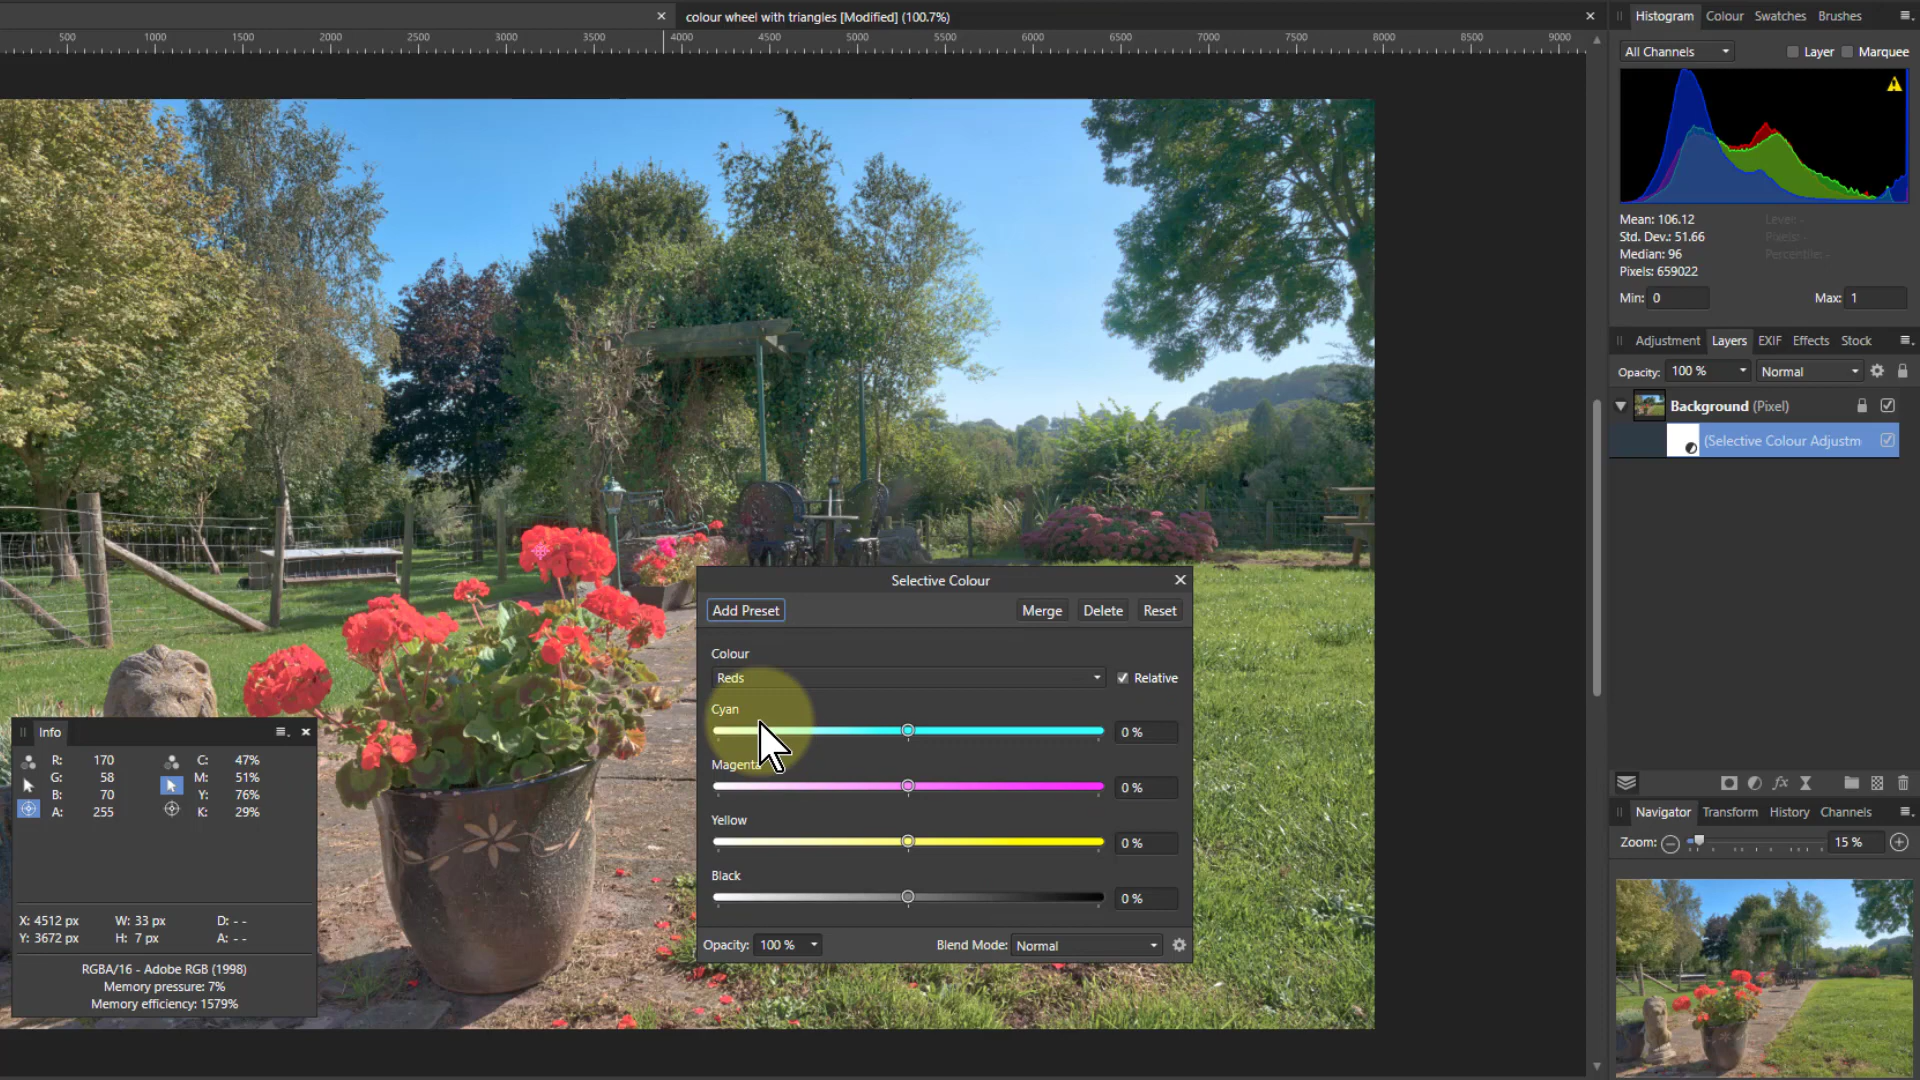 colour wheel with triangles [Modified] (100.7%)
500 1000 1500 2000 2500 3000 3500 4000 4500 5000 5500 6000 6500 7000 7500 8000 8500 9000
Histogram Colour Swatches Brushes
All Channels Layer Marquee
Mean: 106.12 Level: -
Std. Dev.: 51.66 Pixels: -
Median: 96 Percentile: -
Pixels: 659022
Min: 0 Max: 1
Adjustment Layers EXIF Effects Stock
Opacity: 100 % Normal
Background (Pixel)
(Selective Colour Adjustm
Selective Colour
Add Preset Merge Delete Reset
Colour
Reds Relative
Cyan
0 %
Magenta
0 %
Yellow
0 %
Black
0 %
Opacity: 100 % Blend Mode: Normal
Info
R: 170 C: 47%
G: 58 M: 51%
B: 70 Y: 76%
A: 255 K: 29%
X: 4512 px W: 33 px D: - -
Y: 3672 px H: 7 px A: - -
RGBA/16 - Adobe RGB (1998)
Memory pressure: 7%
Memory efficiency: 1579%
fx
Navigator Transform History Channels
Zoom: 15 %